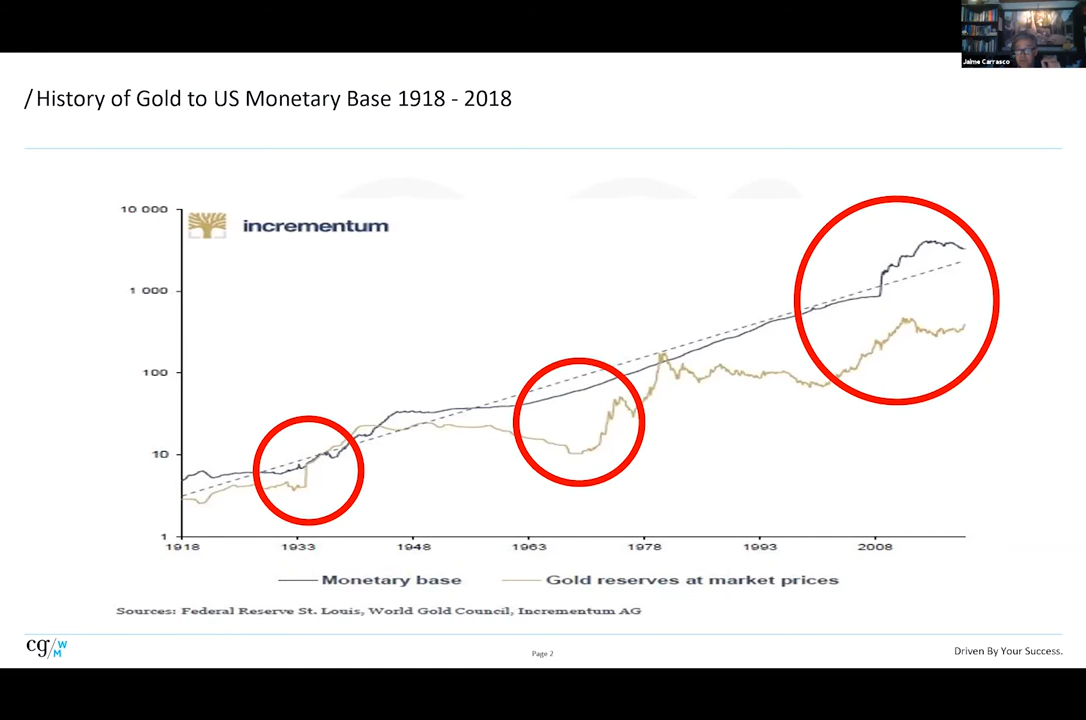 Jaime Carrasco
/History of Gold to US Monetary Base 1918 - 2018
incrementum
10 000
1 000
100
10
1
1918 1933 1948 1963 1978 1993 2008
Monetary base Gold reserves at market prices
Sources: Federal Reserve St. Louis, World Gold Council, Incrementum AG
cg/WM
Page 2
Driven By Your Success.